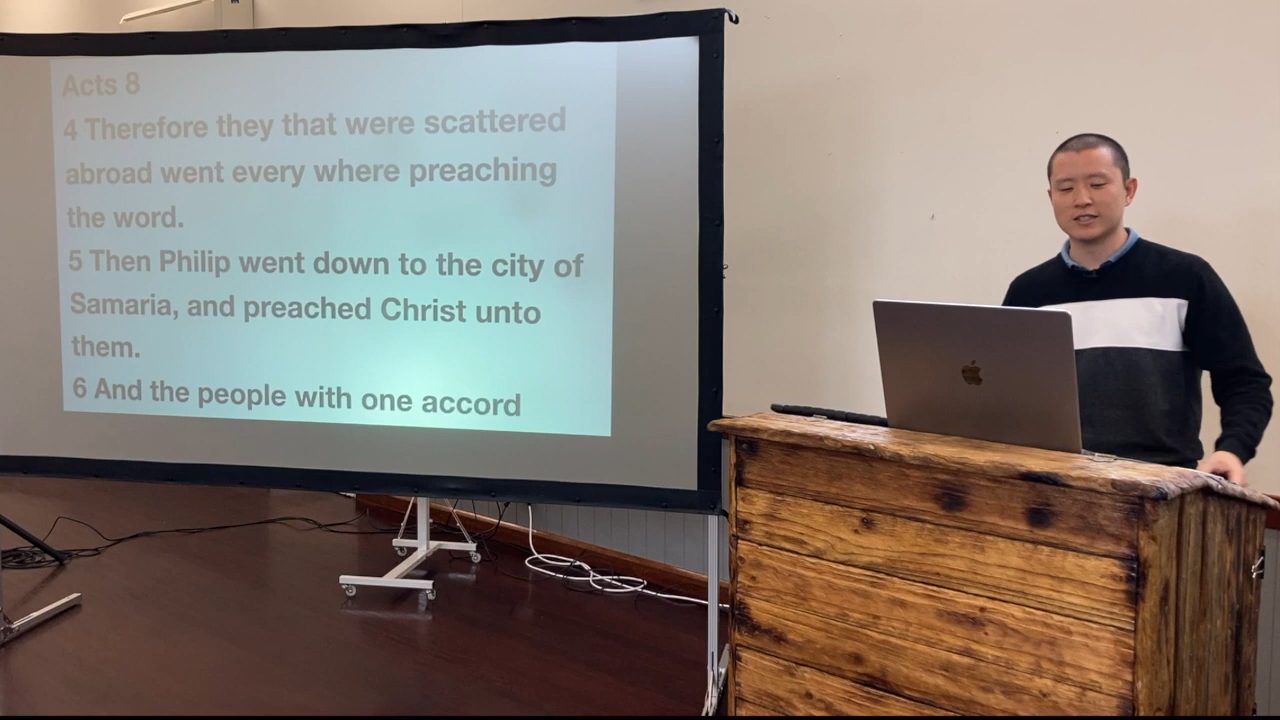 Acts 8
4 Therefore they that were scattered
abroad went every where preaching
the word.
5 Then Philip went down to the city of
Samaria, and preached Christ unto
them.
6 And the people with one accord